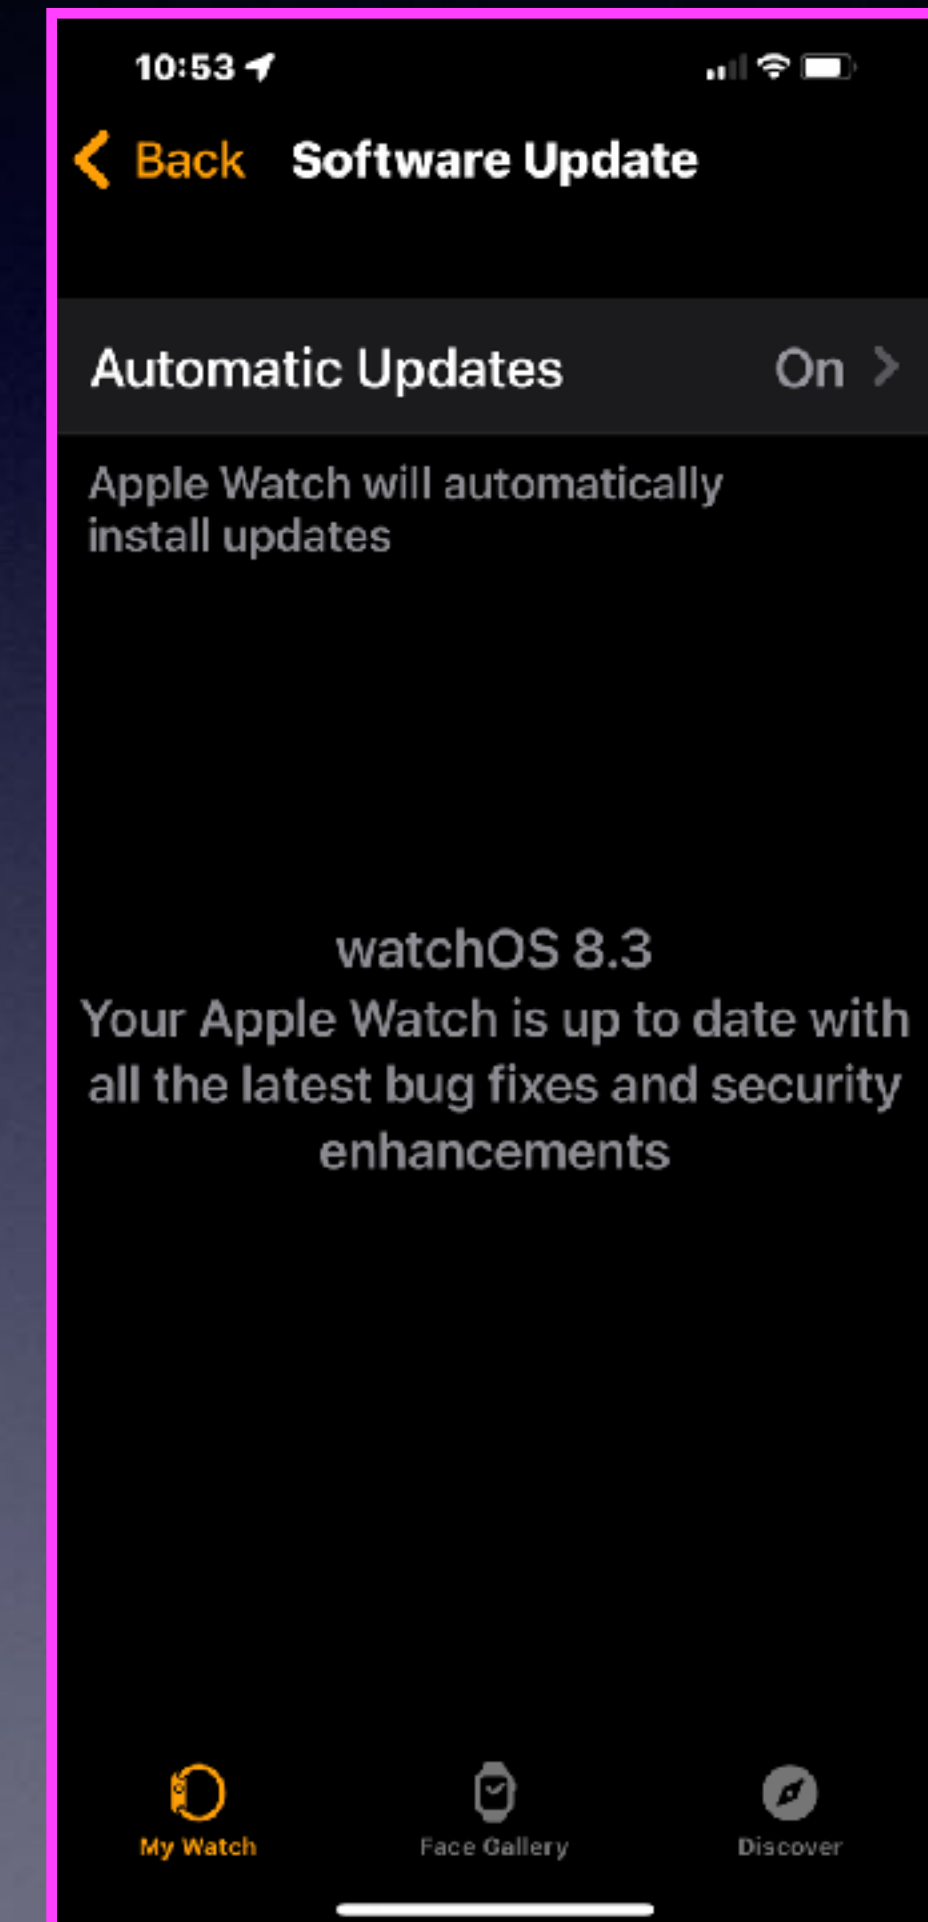 10:53
Back Software Update
Automatic Updates On
Apple Watch will automatically
install updates
watchOS 8.3
Your Apple Watch is up to date with
all the latest bug fixes and security
enhancements
My Watch Face Gallery Discover